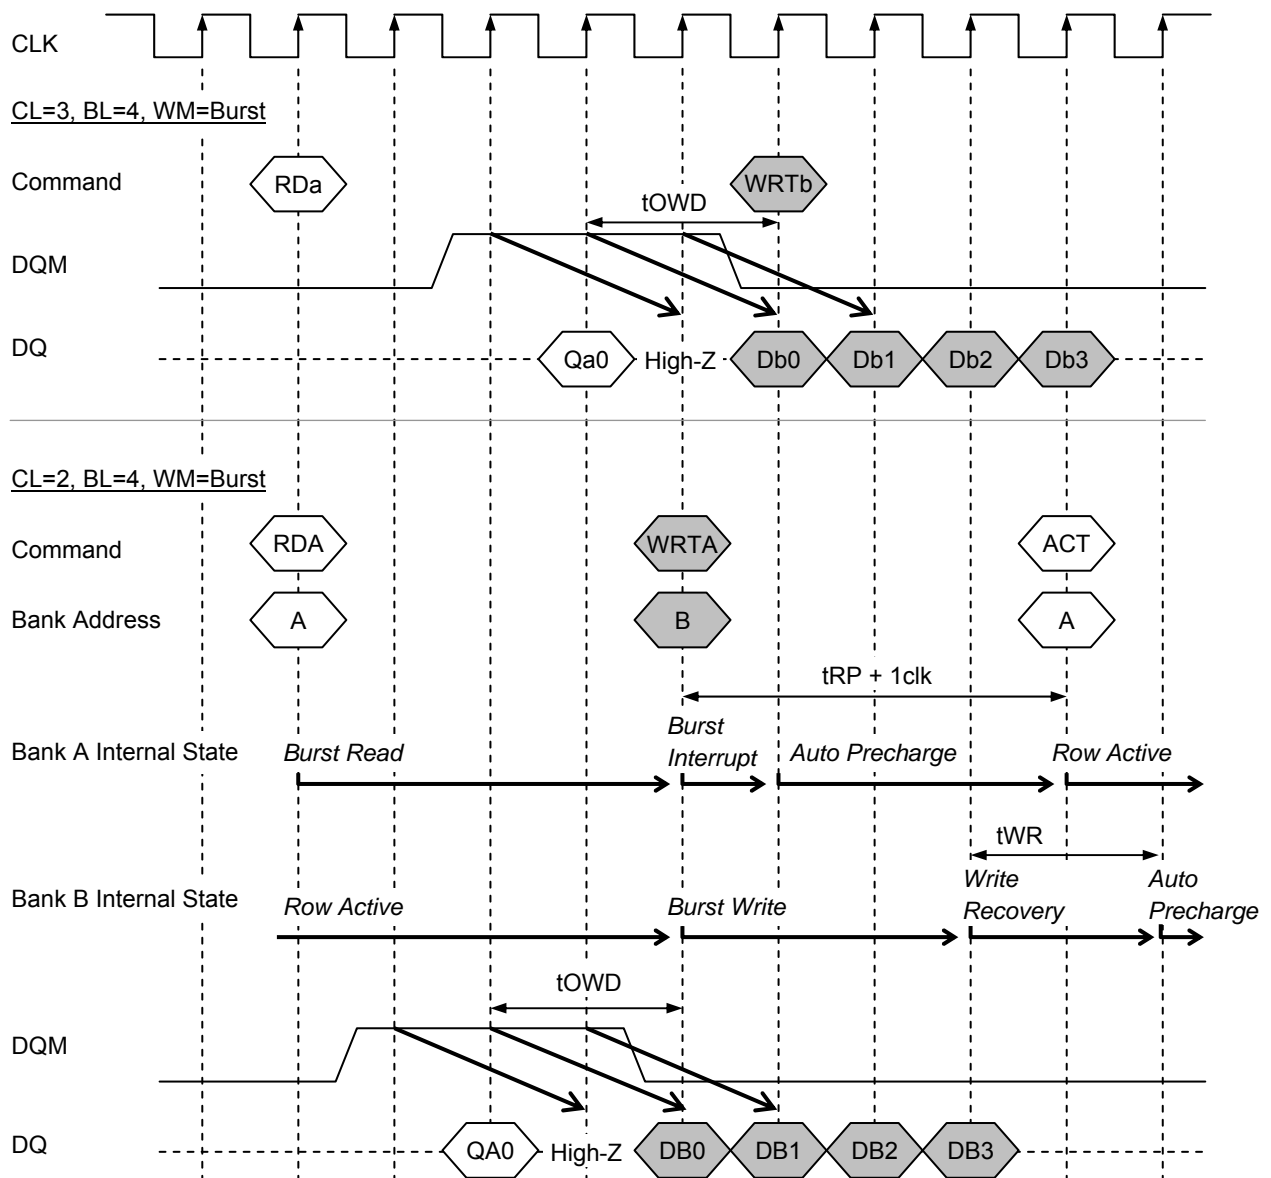 CLK
CL=3, BL=4, WM=Burst
Command
RDa
WRTb
tOWD
DQM
DQ
Qa0
High-Z
Db0
Db1
Db2
Db3
CL=2, BL=4, WM=Burst
Command
RDA
WRTA
ACT
Bank Address
A
B
A
tRP + 1clk
Bank A Internal State
Burst Read
Burst
Interrupt
Auto Precharge
Row Active
tWR
Bank B Internal State
Row Active
Burst Write
Write
Recovery
Auto
Precharge
tOWD
DQM
DQ
QA0
High-Z
DB0
DB1
DB2
DB3